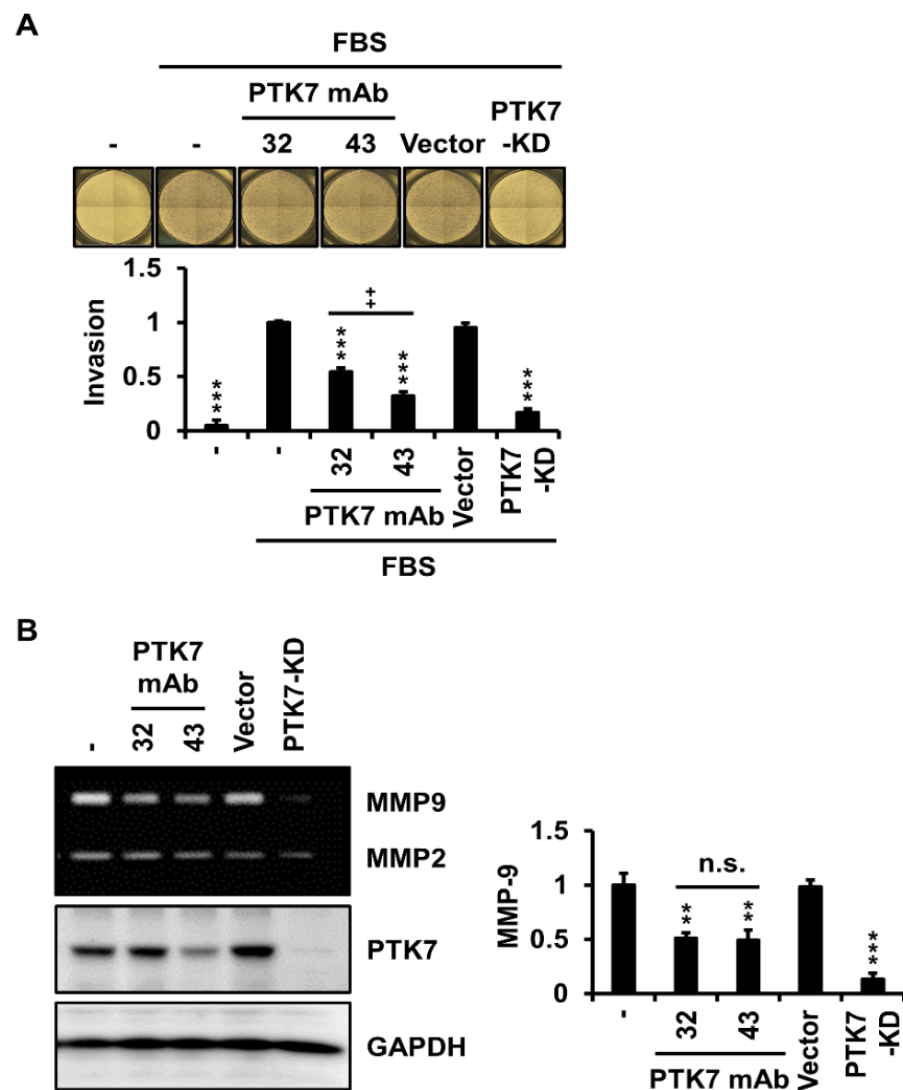 A
FBS
PTK7 mAb
PTK7
-KD
- - 32 43 Vector
1.5
1
0.5
0
Invasion
***
++
***
***
***
- - 32 43 Vector PTK7
-KD
PTK7 mAb
FBS
B
PTK7
mAb
- 32 43 Vector PTK7-KD
MMP9
MMP2
PTK7
GAPDH
1.5
1
0.5
0
MMP-9
n.s.
**
**
***
- 32 43 Vector PTK7
-KD
PTK7 mAb